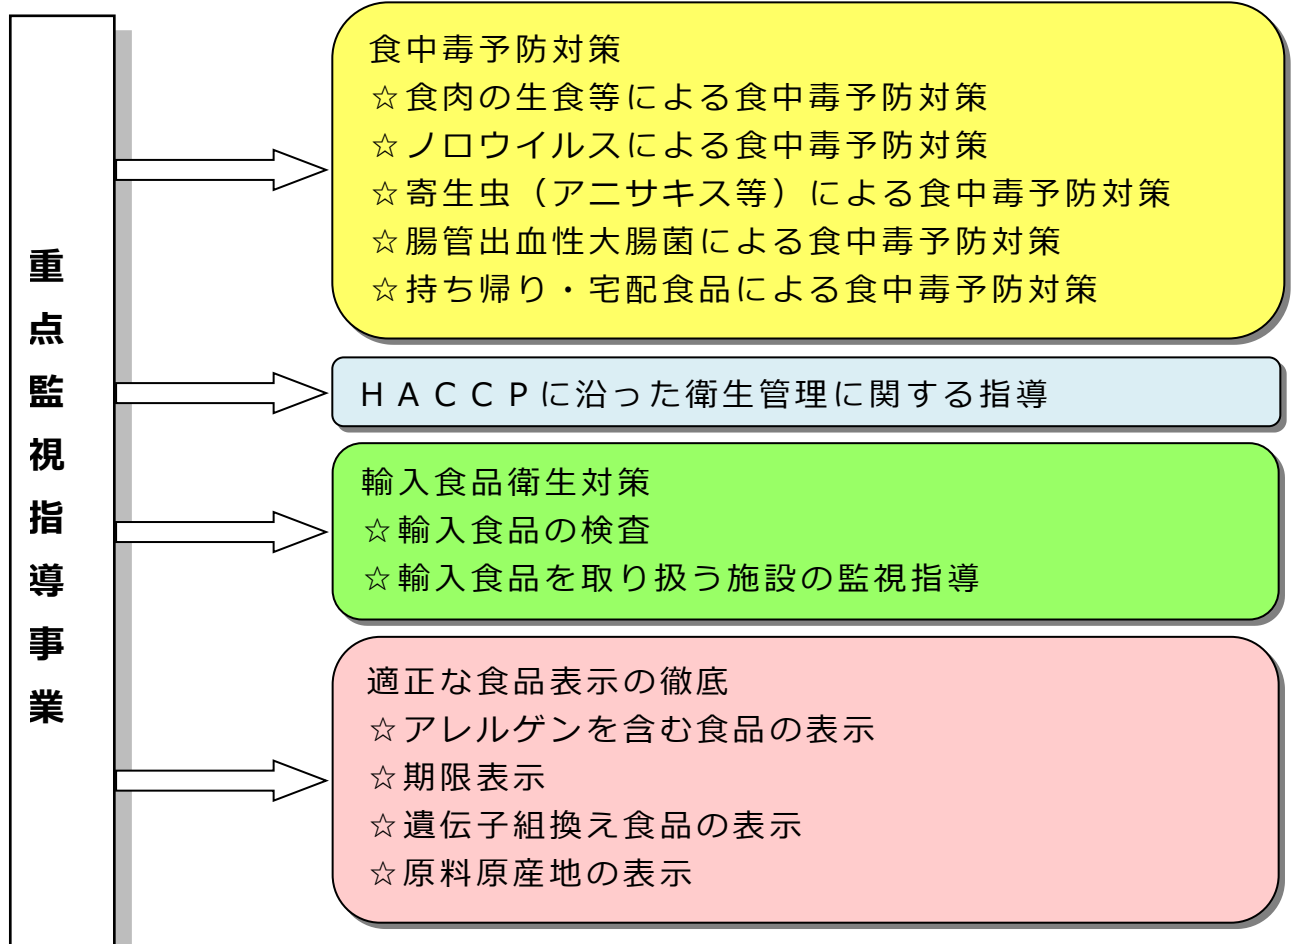 重点監視指導事業
食中毒予防対策
☆食肉の生食等による食中毒予防対策
☆ノロウイルスによる食中毒予防対策
☆寄生虫（アニサキス等）による食中毒予防対策
☆腸管出血性大腸菌による食中毒予防対策
☆持ち帰り・宅配食品による食中毒予防対策
ＨＡＣＣＰに沿った衛生管理に関する指導
輸入食品衛生対策
☆輸入食品の検査
☆輸入食品を取り扱う施設の監視指導
適正な食品表示の徹底
☆アレルゲンを含む食品の表示
☆期限表示
☆遺伝子組換え食品の表示
☆原料原産地の表示